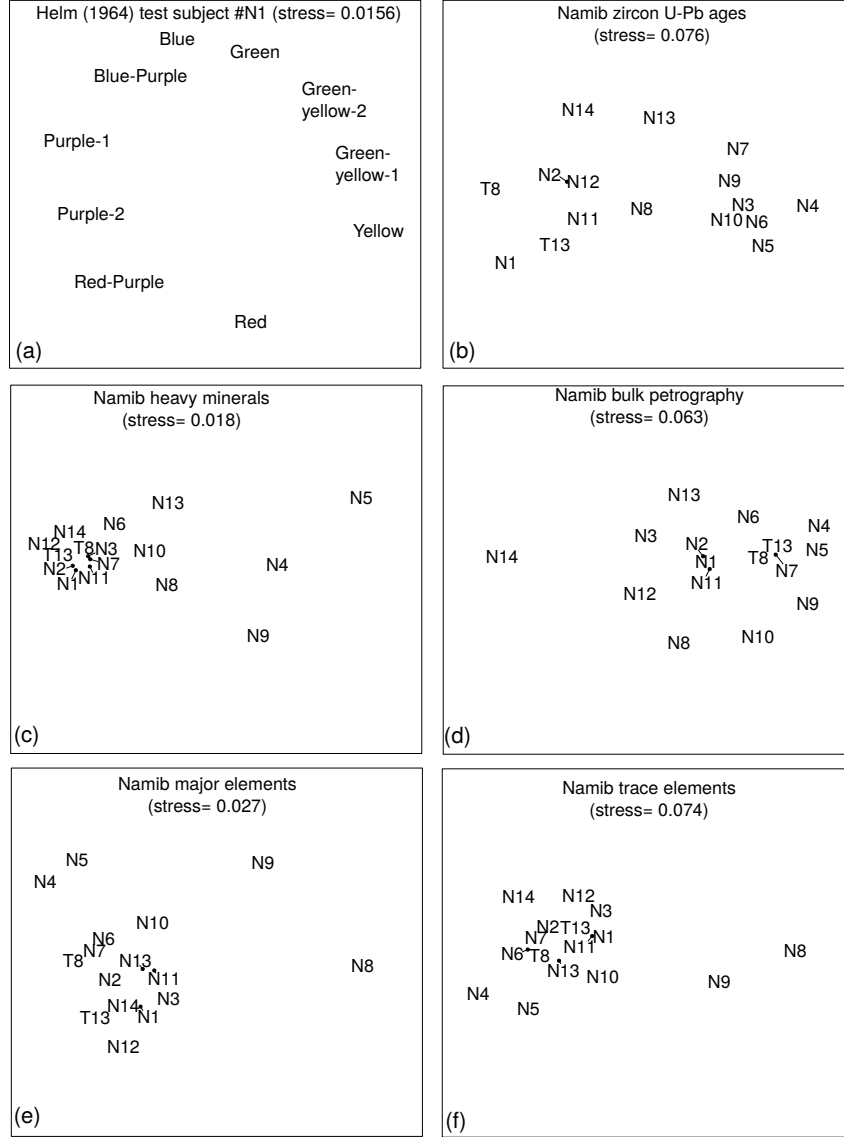 Helm (1964) test subject #N1 (stress= 0.0156)
Blue
Green
Blue-Purple
Green-
yellow-2
Purple-1
Green-
yellow-1
Purple-2
Yellow
Red-Purple
Red
(a)
Namib zircon U-Pb ages
(stress= 0.076)
N14
N13
N7
N2
N12
N9
T8
N8
N3
N4
N11
N10
N6
T13
N5
N1
(b)
Namib heavy minerals
(stress= 0.018)
N5
N13
N6
N14
N12
T8
N3
N10
T13
N7
N4
N2
N1
N11
N8
N9
(c)
Namib bulk petrography
(stress= 0.063)
N13
N6
N4
N3
N2
T13
N5
N14
N1
T8
N7
N11
N12
N9
N8
N10
(d)
Namib major elements
(stress= 0.027)
N5
N9
N4
N10
N6
N7
T8
N13
N8
N2
N11
N3
N14
T13
N1
N12
(e)
Namib trace elements
(stress= 0.074)
N14
N12
N3
N2
T13
N7
N1
N11
N8
N6
T8
N13
N10
N9
N4
N5
(f)